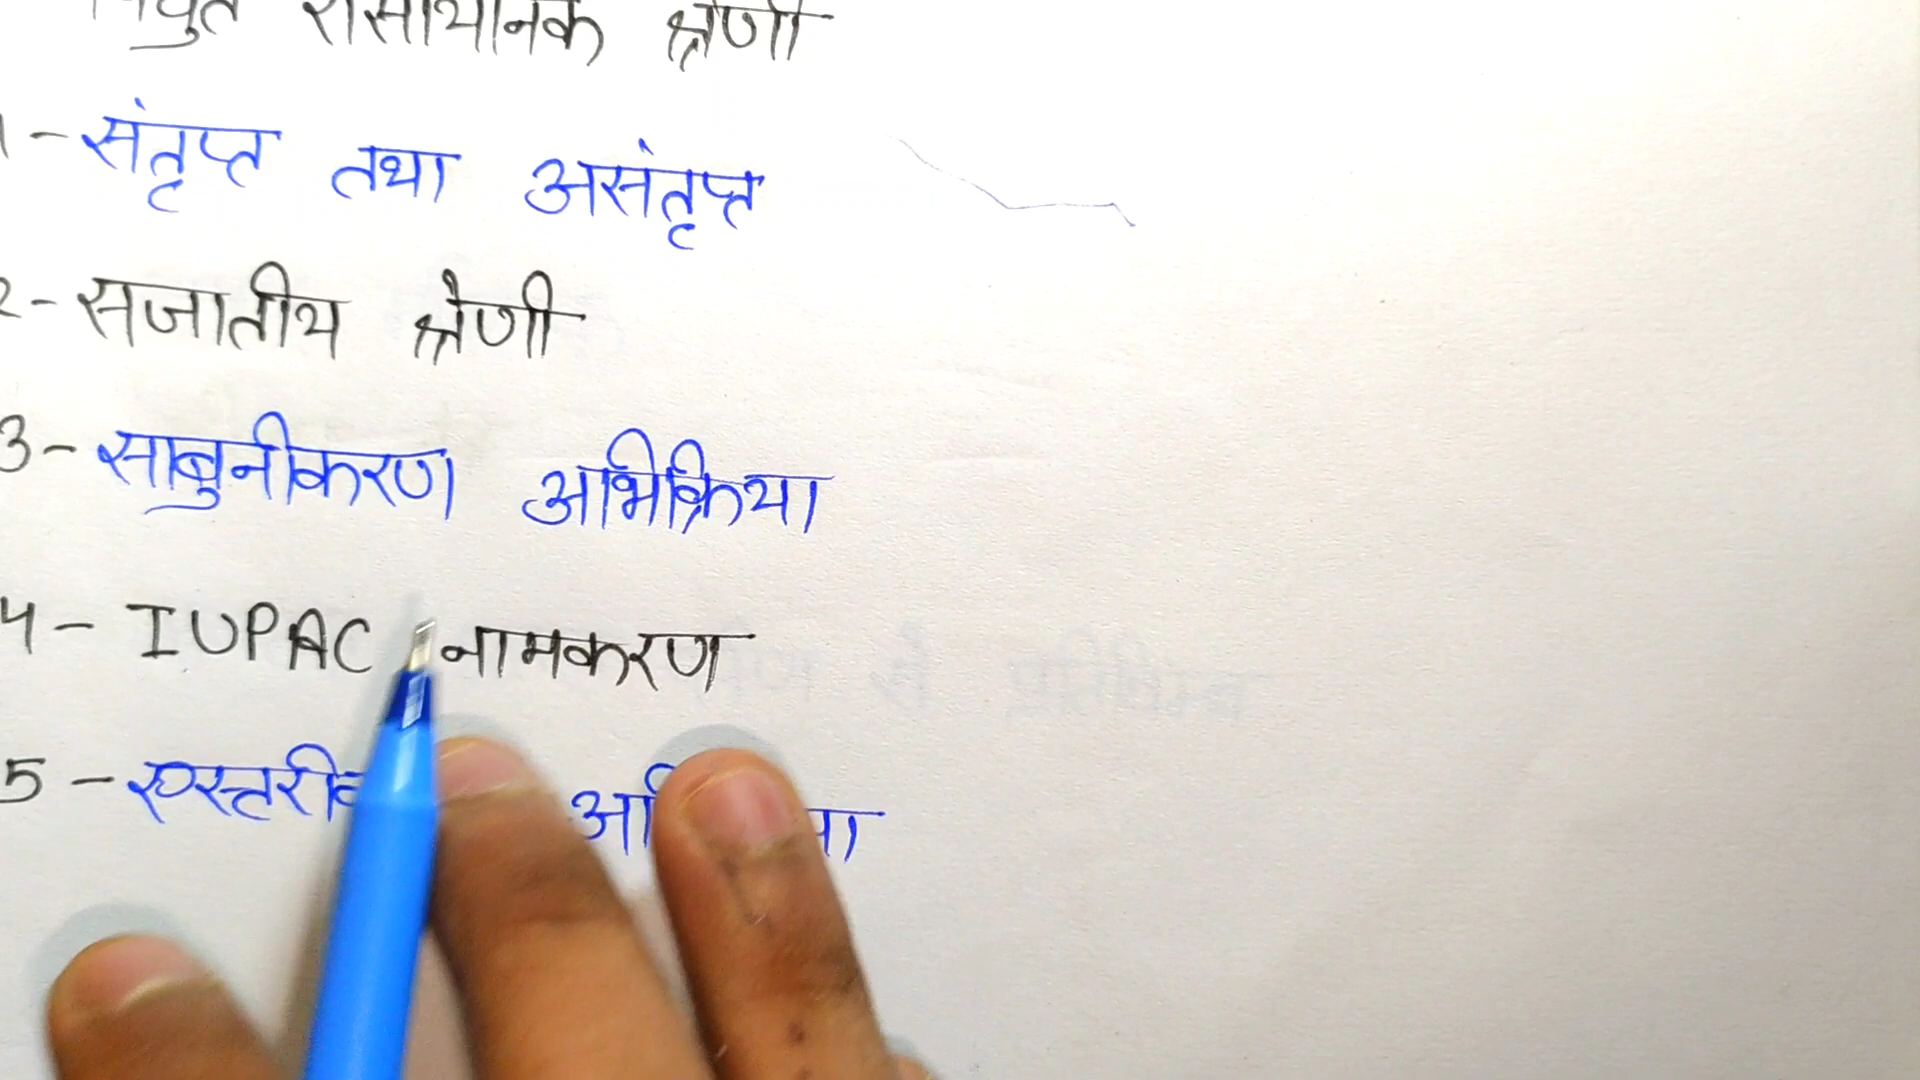 रासायनिक श्रेणी
1- संतृप्त तथा असंतृप्त
2- सजातीय श्रेणी
3- साबुनीकरण अभिक्रिया
4- IUPAC नामकरण
5-